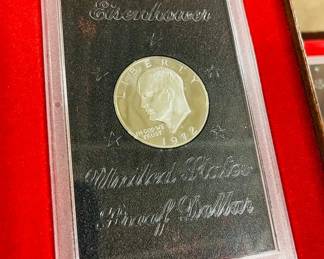 Eisenhower
LIBERTY
IN GOD WE
TRUST
1972
United States
Proof Dollar